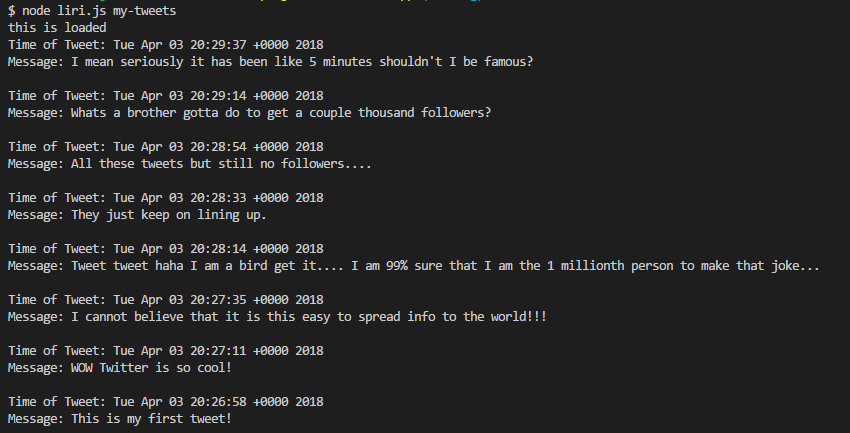 $ node liri.js my-tweets
this is loaded
Time of Tweet: Tue Apr 03 20:29:37 +0000 2018
Message: I mean seriously it has been like 5 minutes shouldn't I be famous?
Time of Tweet: Tue Apr 03 20:29:14 +0000 2018
Message: Whats a brother gotta do to get a couple thousand followers?
Time of Tweet: Tue Apr 03 20:28:54 +0000 2018
Message: All these tweets but still no followers....
Time of Tweet: Tue Apr 03 20:28:33 +0000 2018
Message: They just keep on lining up.
Time of Tweet: Tue Apr 03 20:28:14 +0000 2018
Message: Tweet tweet haha I am a bird get it.... I am 99% sure that I am the 1 millionth person to make that joke...
Time of Tweet: Tue Apr 03 20:27:35 +0000 2018
Message: I cannot believe that it is this easy to spread info to the world!!!
Time of Tweet: Tue Apr 03 20:27:11 +0000 2018
Message: WOW Twitter is so cool!
Time of Tweet: Tue Apr 03 20:26:58 +0000 2018
Message: This is my first tweet!